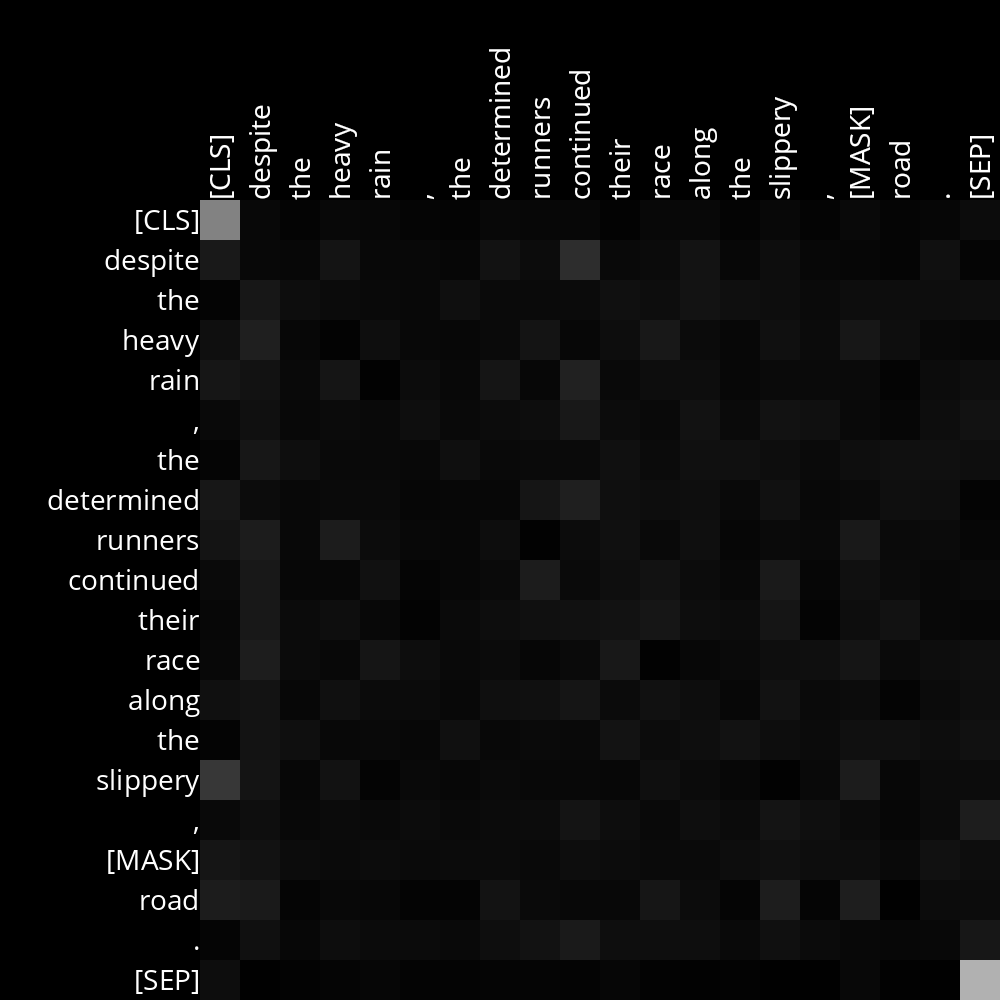 [CLS] despite the heavy rain , the determined runners continued their race along the slippery , [MASK] road . [SEP]
[CLS]
despite
the
heavy
rain
,
the
determined
runners
continued
their
race
along
the
slippery
,
[MASK]
road
.
[SEP]